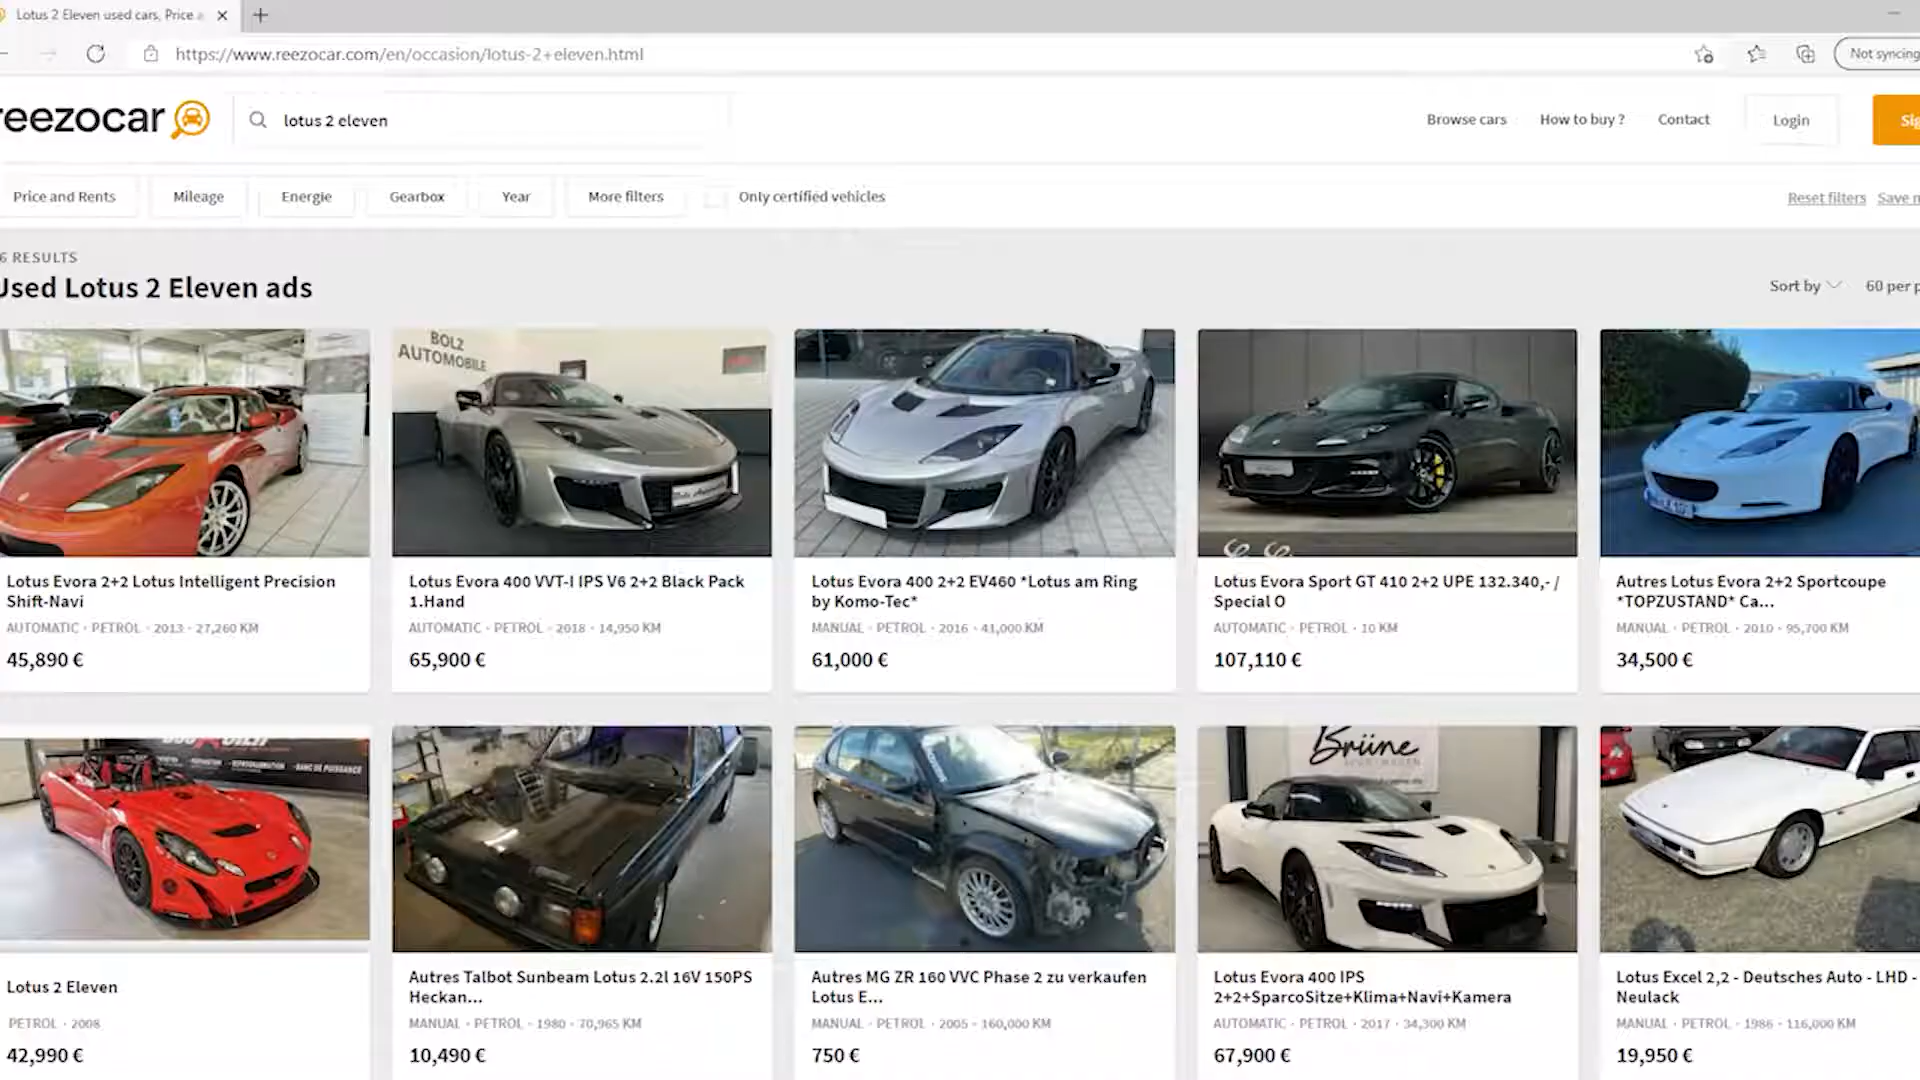 Lotus 2 Eleven used cars, Price a
https://www.reezocar.com/en/occasion/lotus-2+eleven.html
Not syncing
reezocar
lotus 2 eleven
Browse cars
How to buy ?
Contact
Login
Sig
Price and Rents
Mileage
Energie
Gearbox
Year
More filters
Only certified vehicles
Reset filters
Save m
6 RESULTS
Used Lotus 2 Eleven ads
Sort by
60 per p
BOLZ
AUTOMOBILE
Lotus Evora 2+2 Lotus Intelligent Precision
Shift-Navi
AUTOMATIC - PETROL - 2013 - 27,260 KM
45,890 €
Lotus Evora 400 VVT-I IPS V6 2+2 Black Pack
1.Hand
AUTOMATIC - PETROL - 2018 - 14,950 KM
65,900 €
Lotus Evora 400 2+2 EV460 *Lotus am Ring
by Komo-Tec*
MANUAL - PETROL - 2016 - 41,000 KM
61,000 €
Lotus Evora Sport GT 410 2+2 UPE 132.340,- /
Special O
AUTOMATIC - PETROL - 10 KM
107,110 €
Autres Lotus Evora 2+2 Sportcoupe
*TOPZUSTAND* Ca...
MANUAL - PETROL - 2010 - 95,700 KM
34,500 €
BANC DE PUISSANCE
Brüne
Lotus 2 Eleven
PETROL - 2008
42,990 €
Autres Talbot Sunbeam Lotus 2.2l 16V 150PS
Heckan...
MANUAL - PETROL - 1980 - 70,965 KM
10,490 €
Autres MG ZR 160 VVC Phase 2 zu verkaufen
Lotus E...
MANUAL - PETROL - 2005 - 160,000 KM
750 €
Lotus Evora 400 IPS
2+2+SparcoSitze+Klima+Navi+Kamera
AUTOMATIC - PETROL - 2017 - 34,300 KM
67,900 €
Lotus Excel 2,2 - Deutsches Auto - LHD -
Neulack
MANUAL - PETROL - 1986 - 116,000 KM
19,950 €